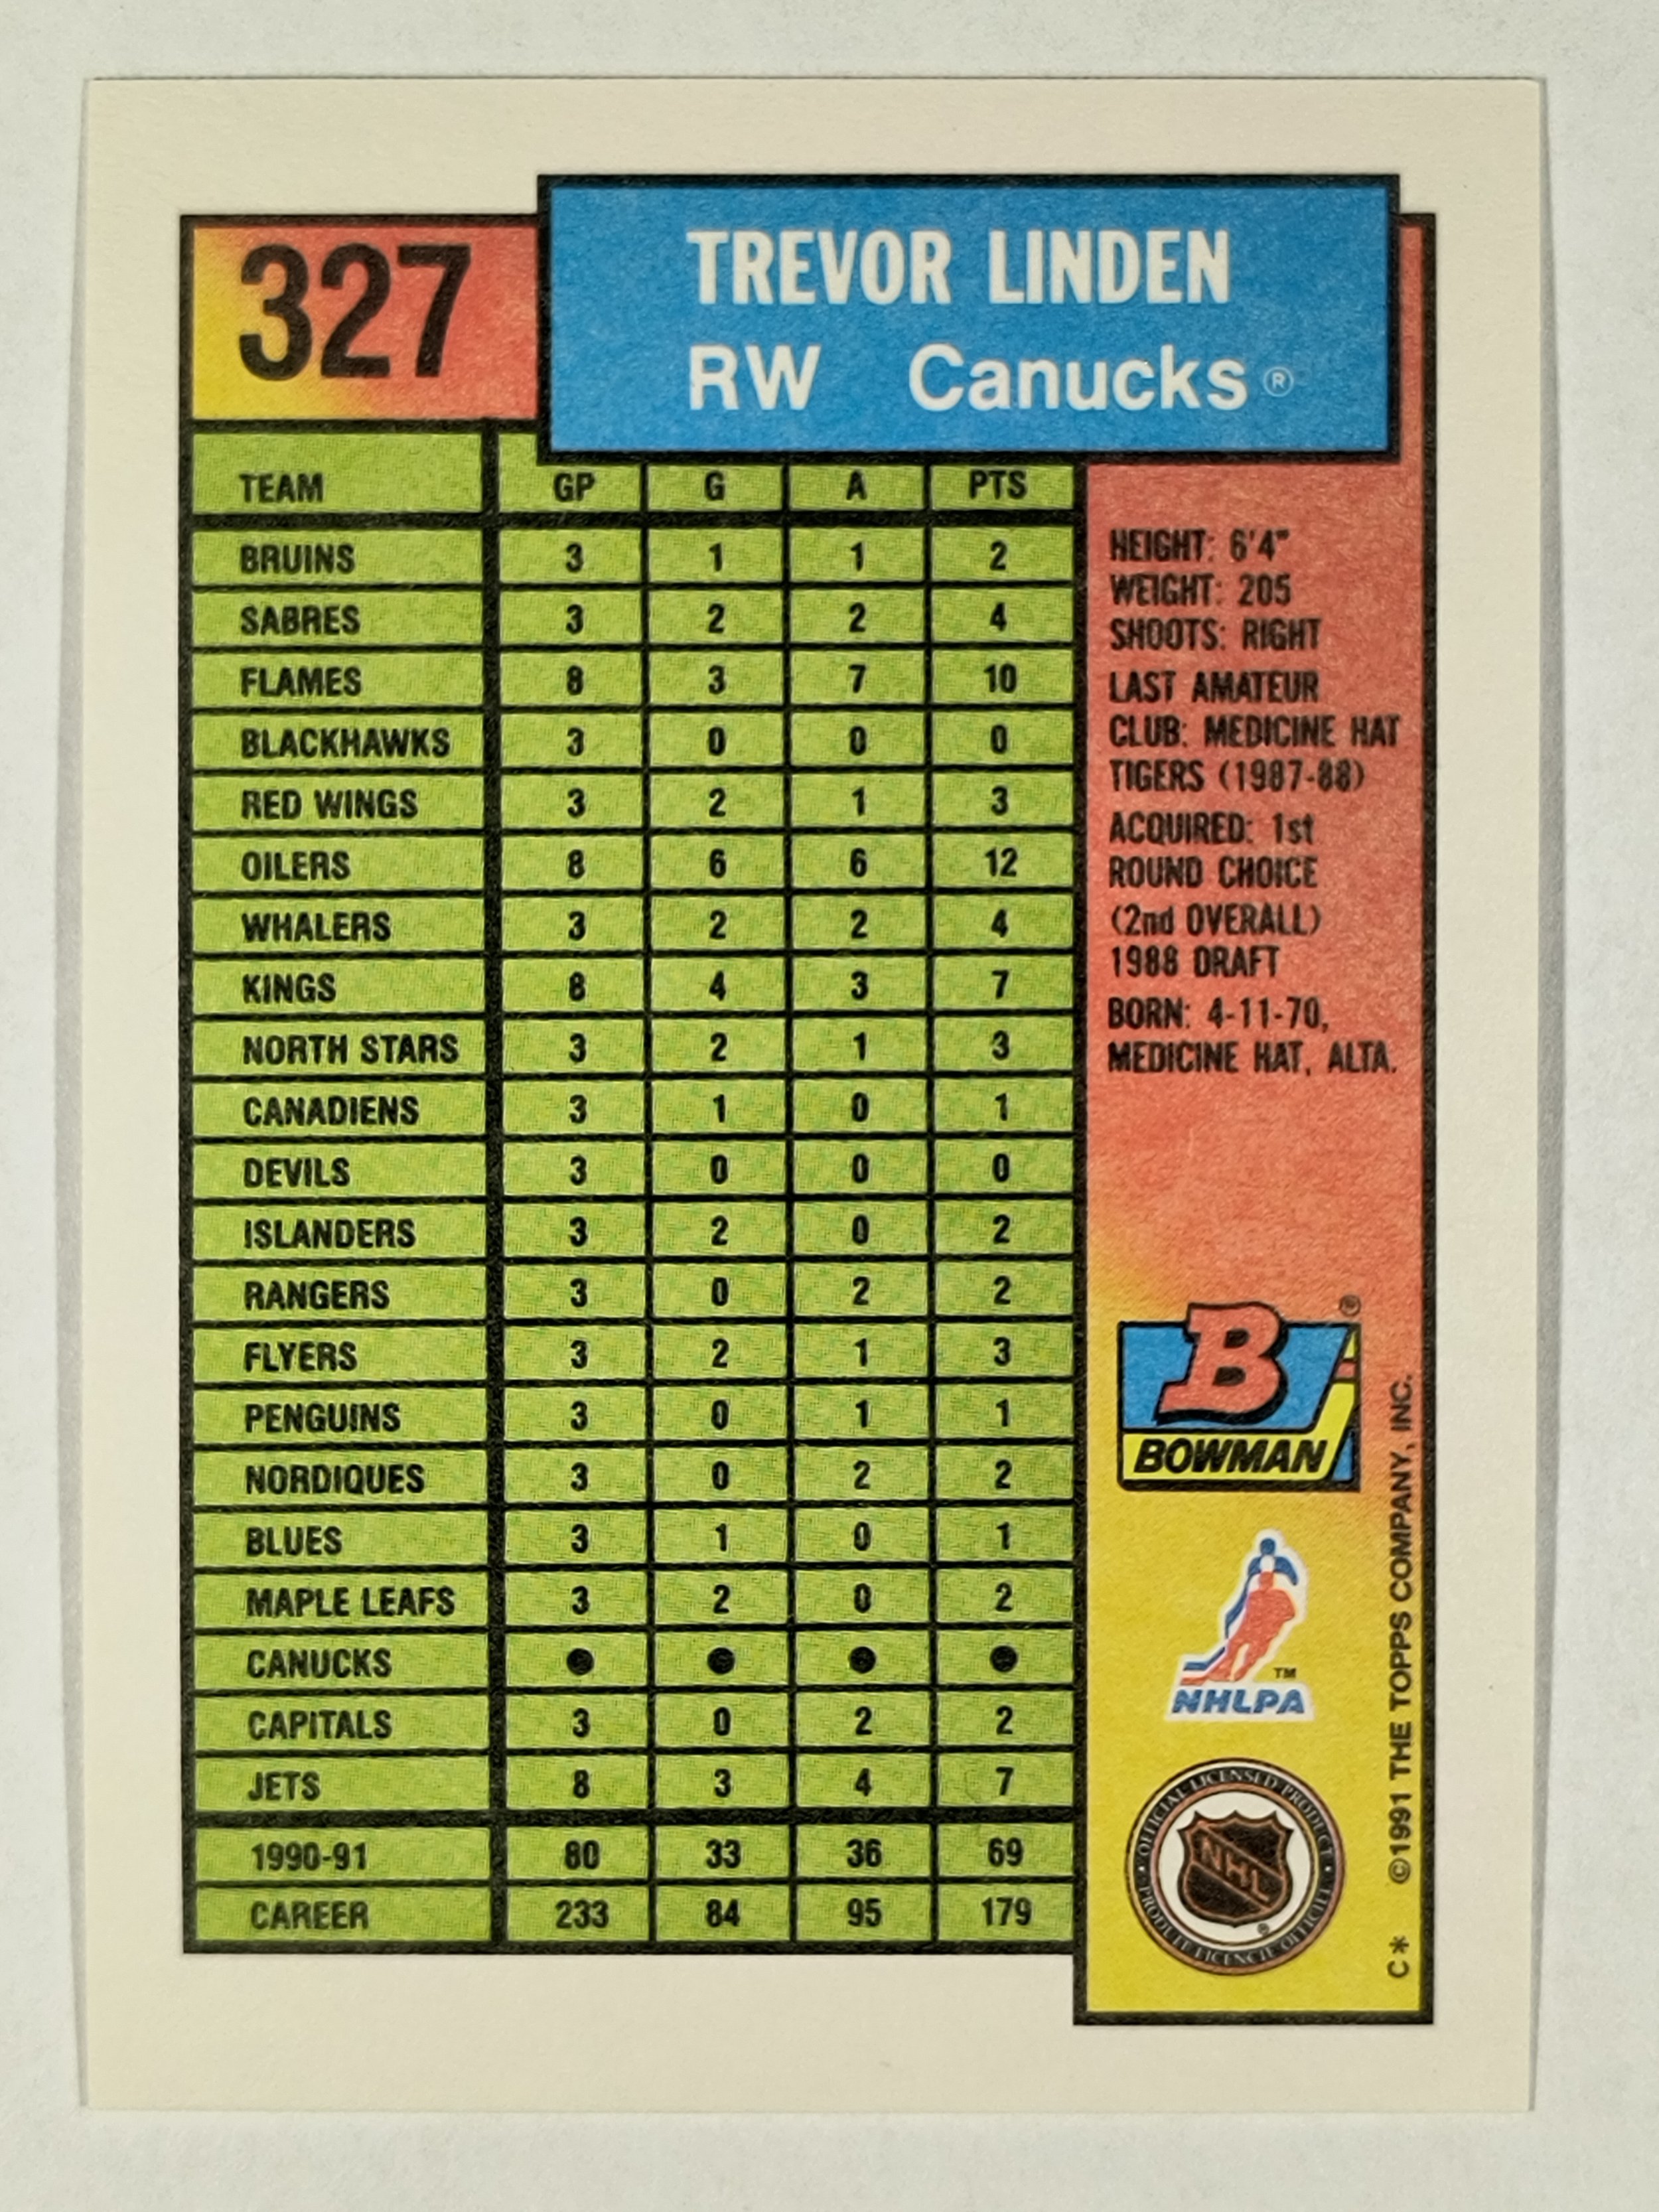 327
TREVOR LINDEN
RW Canucks®
TEAM GP G A PTS
BRUINS 3 1 1 2
SABRES 3 2 2 4
FLAMES 8 3 7 10
BLACKHAWKS 3 0 0 0
RED WINGS 3 2 1 3
OILERS 8 6 6 12
WHALERS 3 2 2 4
KINGS 8 4 3 7
NORTH STARS 3 2 1 3
CANADIENS 3 1 0 1
DEVILS 3 0 0 0
ISLANDERS 3 2 0 2
RANGERS 3 0 2 2
FLYERS 3 2 1 3
PENGUINS 3 0 1 1
NORDIQUES 3 0 2 2
BLUES 3 1 0 1
MAPLE LEAFS 3 2 0 2
CANUCKS ● ● ● ●
CAPITALS 3 0 2 2
JETS 8 3 4 7
1990-91 80 33 36 69
CAREER 233 84 95 179
HEIGHT: 6'4"
WEIGHT: 205
SHOOTS: RIGHT
LAST AMATEUR
CLUB: MEDICINE HAT
TIGERS (1987-88)
ACQUIRED: 1st
ROUND CHOICE
(2nd OVERALL)
1988 DRAFT
BORN: 4-11-70,
MEDICINE HAT, ALTA.
B®
BOWMAN
TM
NHLPA
OFFICIAL LICENSED PRODUCT
NHL®
PRODUIT LICENCIE OFFICIEL
C* ©1991 THE TOPPS COMPANY, INC.